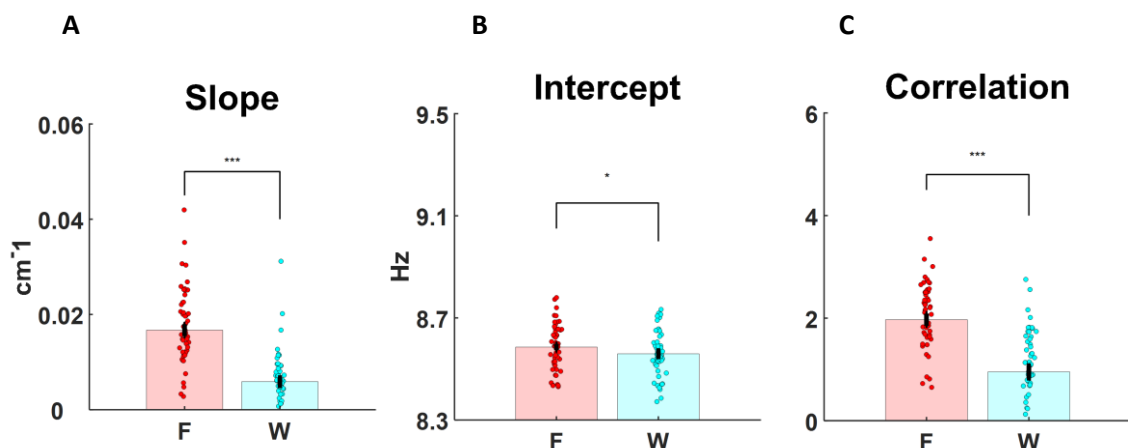 A
B
C
Slope
Intercept
Correlation
cm^-1
0.06
0.04
0.02
0
***
F
W
Hz
9.5
9.1
8.7
8.3
*
F
W
6
4
2
0
***
F
W